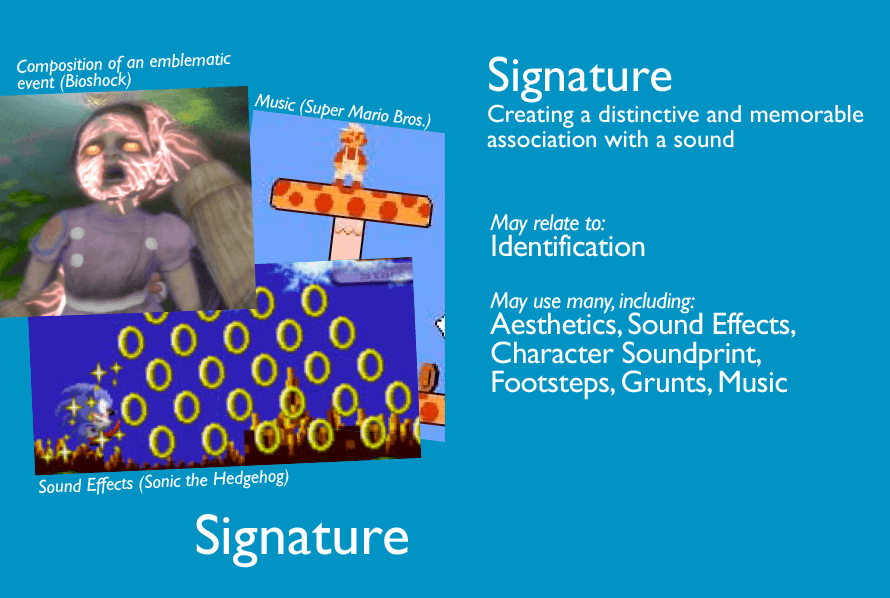 Composition of an emblematic
event (Bioshock)
Music (Super Mario Bros.)
Sound Effects (Sonic the Hedgehog)
Signature
Signature
Creating a distinctive and memorable
association with a sound
May relate to:
Identification
May use many, including:
Aesthetics, Sound Effects,
Character Soundprint,
Footsteps, Grunts, Music